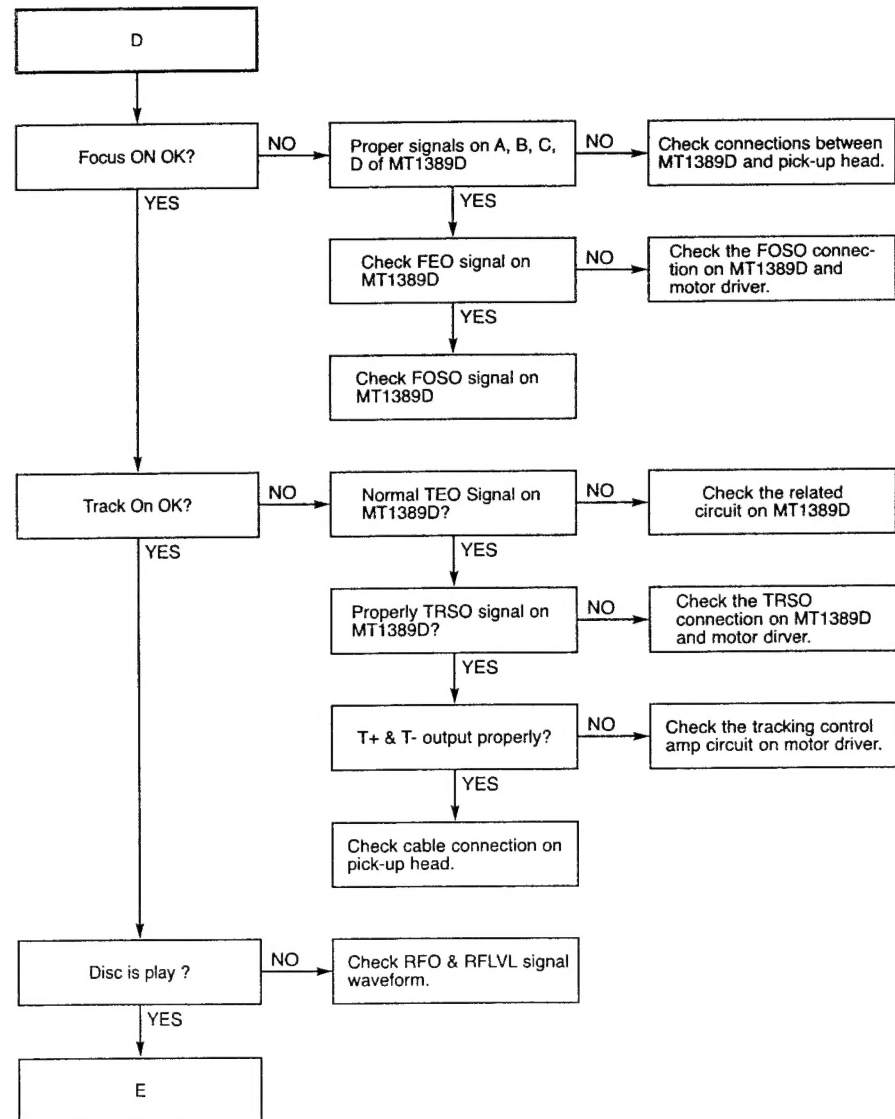 D
Focus ON OK?
NO
Proper signals on A, B, C,
D of MT1389D
NO
Check connections between
MT1389D and pick-up head.
YES
YES
Check FEO signal on
MT1389D
NO
Check the FOSO connec-
tion on MT1389D and
motor driver.
YES
Check FOSO signal on
MT1389D
Track On OK?
NO
Normal TEO Signal on
MT1389D?
NO
Check the related
circuit on MT1389D
YES
YES
Properly TRSO signal on
MT1389D?
NO
Check the TRSO
connection on MT1389D
and motor dirver.
YES
T+ & T- output properly?
NO
Check the tracking control
amp circuit on motor driver.
YES
Check cable connection on
pick-up head.
Disc is play ?
NO
Check RFO & RFLVL signal
waveform.
YES
E